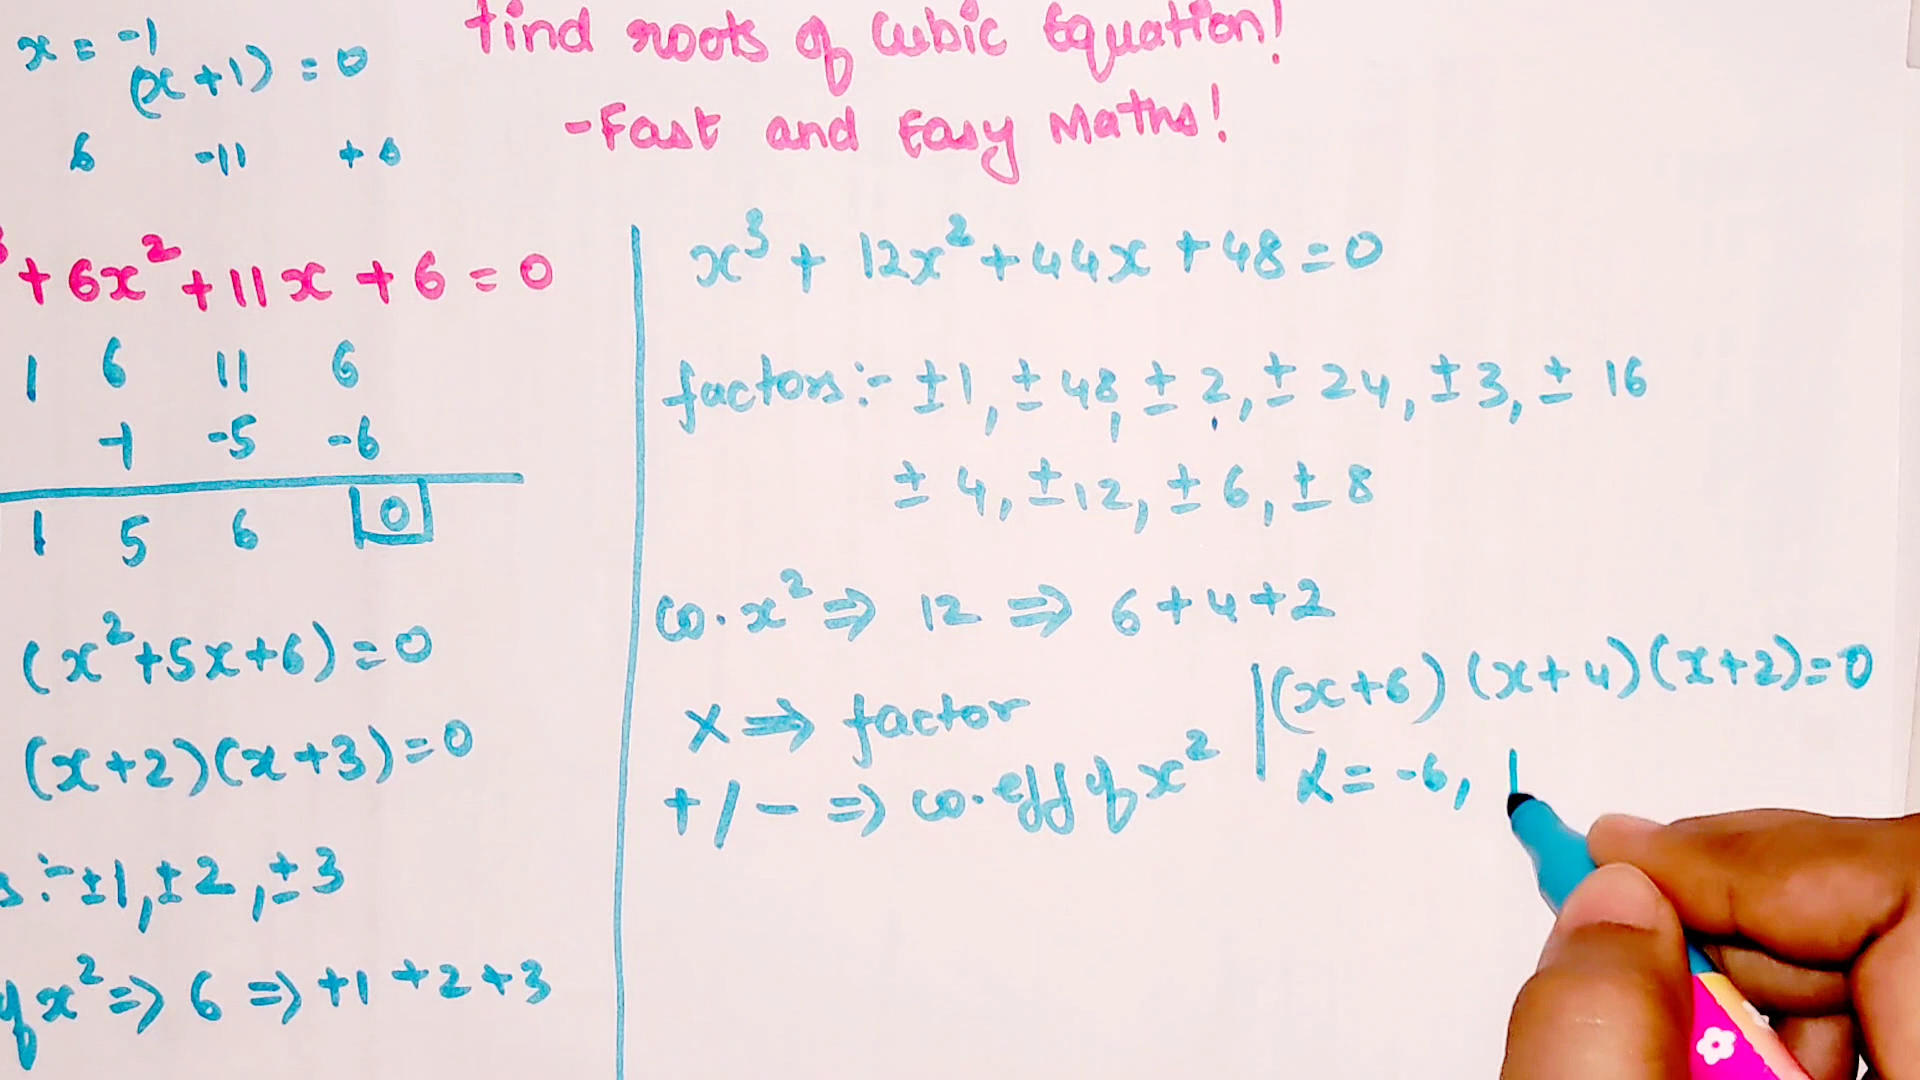 find roots of Cubic Equation!
-Fast and Easy Maths!
x = -1
(x+1) = 0
6 -11 +6
3 +6x²+11x+6=0
1 6 11 6
-1 -5 -6
1 5 6 0
(x²+5x+6)=0
(x+2)(x+3)=0
s:- ±1,±2,±3
of x² ⇒ 6 ⇒ +1+2+3
x³+12x²+44x+48=0
factors:- ±1,±48,±2,±24,±3,±16
±4,±12,±6,±8
co.x² ⇒ 12 ⇒ 6+4+2
x ⇒ factor
+/- ⇒ co.eff of x²
(x+6)(x+4)(x+2)=0
α=-6,